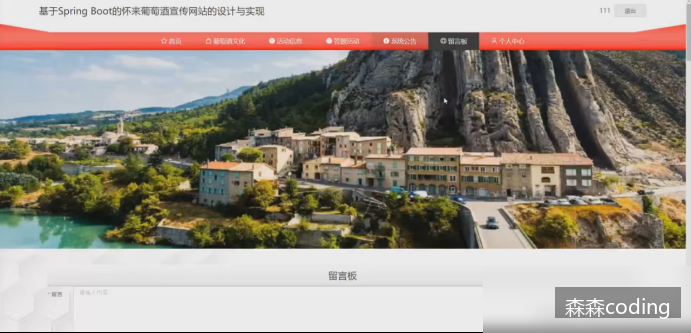 基于Spring Boot的怀来葡萄酒宣传网站的设计与实现
111 退出
首页 葡萄酒文化 活动信息 答题活动 系统公告 留言板 个人中心
留言板
留言
请输入内容
森森coding